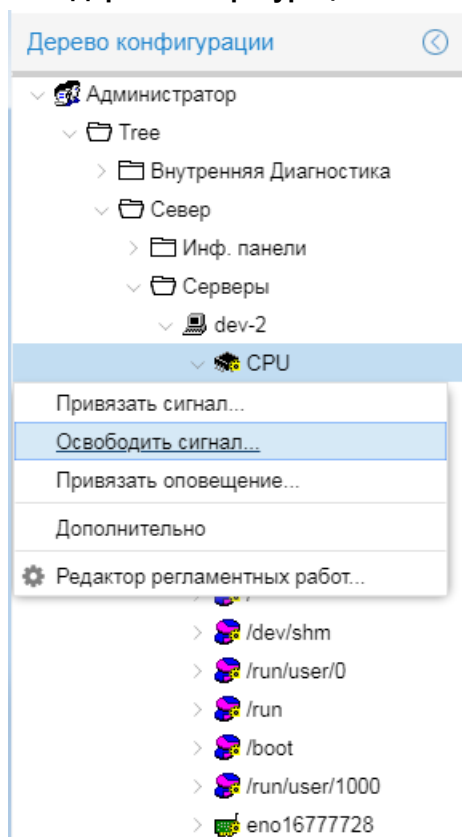 Дерево конфигурации
Администратор
Tree
Внутренняя Диагностика
Север
Инф. панели
Серверы
dev-2
CPU
Привязать сигнал...
Освободить сигнал...
Привязать оповещение...
Дополнительно
Редактор регламентных работ...
/dev/shm
/run/user/0
/run
/boot
/run/user/1000
eno16777728